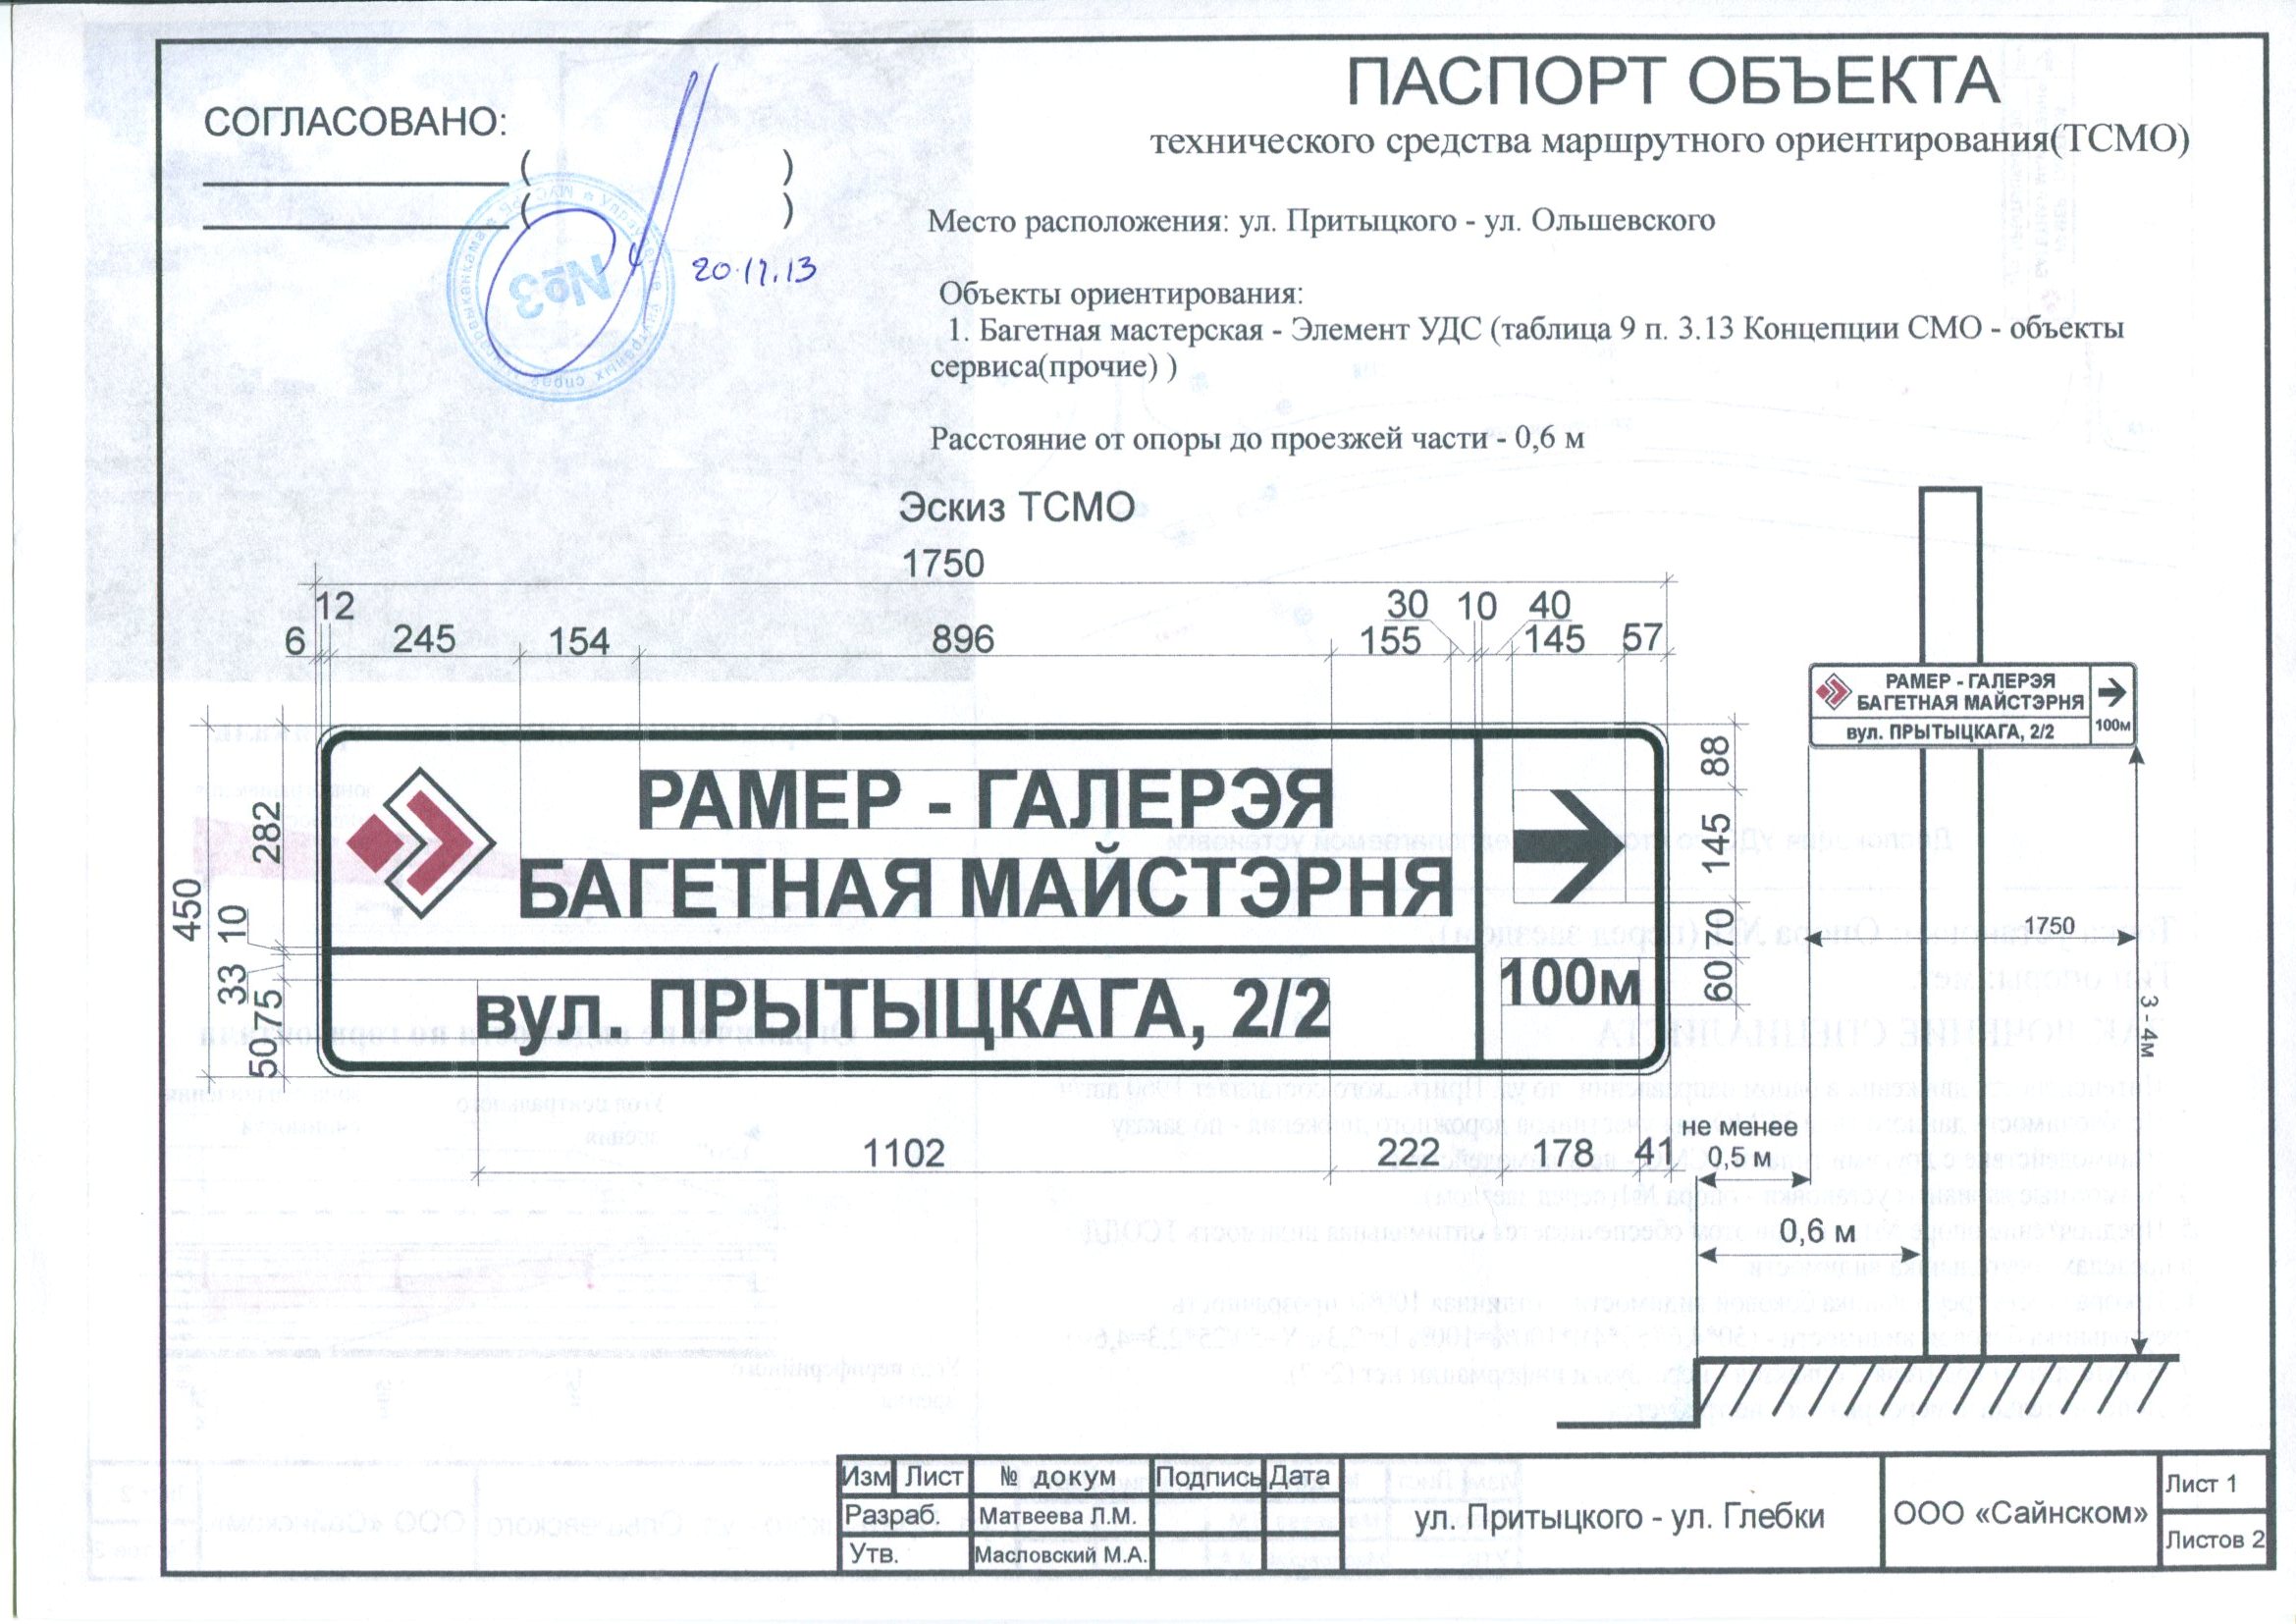 СОГЛАСОВАНО:
( )
( )
№3
20.11.13
ПАСПОРТ ОБЪЕКТА
технического средства маршрутного ориентирования(ТСМО)
Место расположения: ул. Притыцкого - ул. Ольшевского
Объекты ориентирования:
1. Багетная мастерская - Элемент УДС (таблица 9 п. 3.13 Концепции СМО - объекты
сервиса(прочие) )
Расстояние от опоры до проезжей части - 0,6 м
Эскиз ТСМО
1750
12
30 10 40
6 245 154 896 155 145 57
РАМЕР - ГАЛЕРЭЯ
БАГЕТНАЯ МАЙСТЭРНЯ
вул. ПРЫТЫЦКАГА, 2/2
100м
450
282
10
33
75
50
88
145
70
60
1102 222 178 41
РАМЕР - ГАЛЕРЭЯ
БАГЕТНАЯ МАЙСТЭРНЯ
вул. ПРЫТЫЦКАГА, 2/2
100м
1750
3 - 4м
не менее
0,5 м
0,6 м
Изм Лист № докум Подпись Дата
Разраб. Матвеева Л.М.
Утв. Масловский М.А.
ул. Притыцкого - ул. Глебки
ООО «Сайнском»
Лист 1
Листов 2